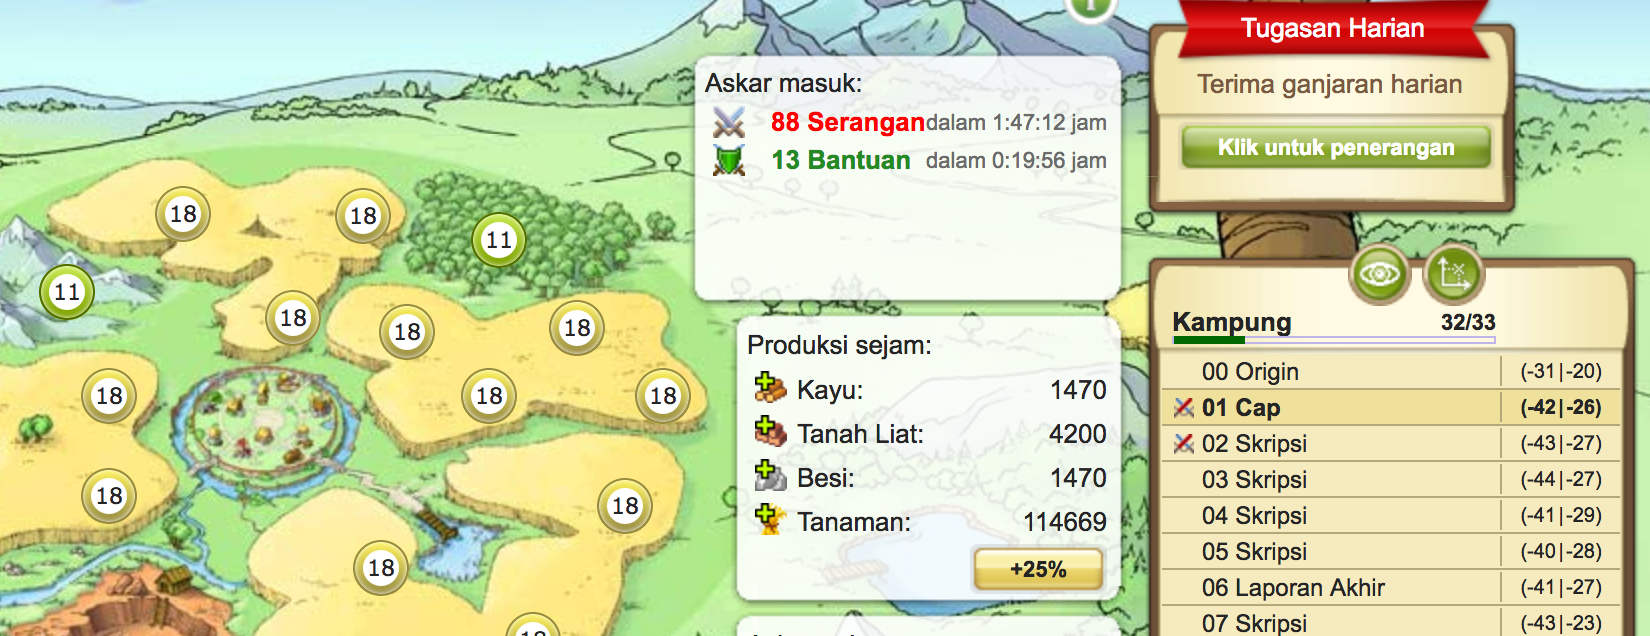 Tugasan Harian
Terima ganjaran harian
Klik untuk penerangan
Askar masuk:
88 Serangan dalam 1:47:12 jam
13 Bantuan dalam 0:19:56 jam
18
18
11
11
18
18
18
18
18
18
18
18
18
Produksi sejam:
Kayu: 1470
Tanah Liat: 4200
Besi: 1470
Tanaman: 114669
+25%
Kampung 32/33
00 Origin (-31|-20)
01 Cap (-42|-26)
02 Skripsi (-43|-27)
03 Skripsi (-44|-27)
04 Skripsi (-41|-29)
05 Skripsi (-40|-28)
06 Laporan Akhir (-41|-27)
07 Skripsi (-43|-23)